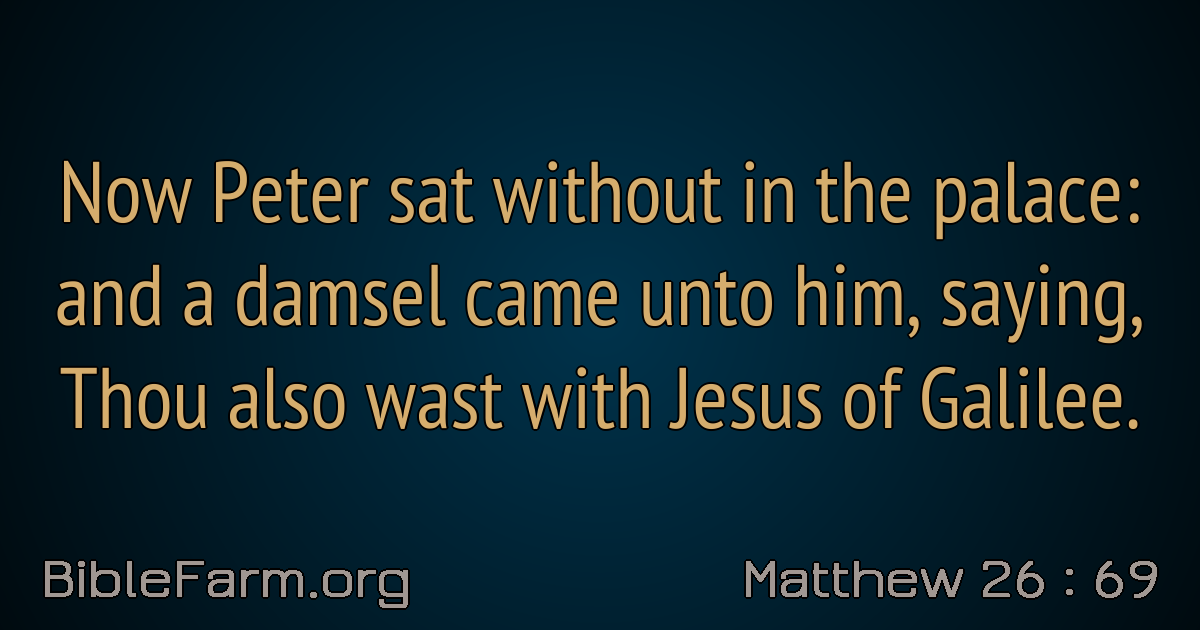 Now Peter sat without in the palace:
and a damsel came unto him, saying,
Thou also wast with Jesus of Galilee.
BibleFarm.org
Matthew 26 : 69